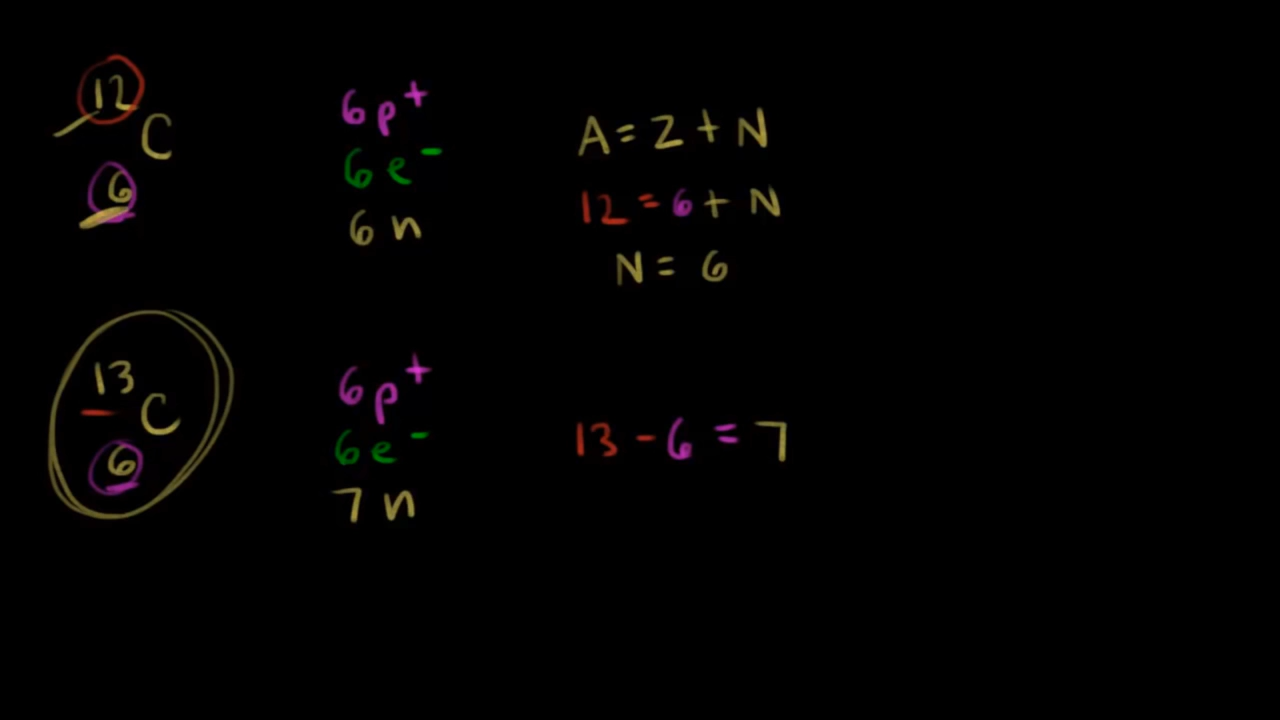 12
C
6
6p+
6e-
6n
A=Z+N
12=6+N
N=6
13
C
6
6p+
6e-
7n
13-6=7